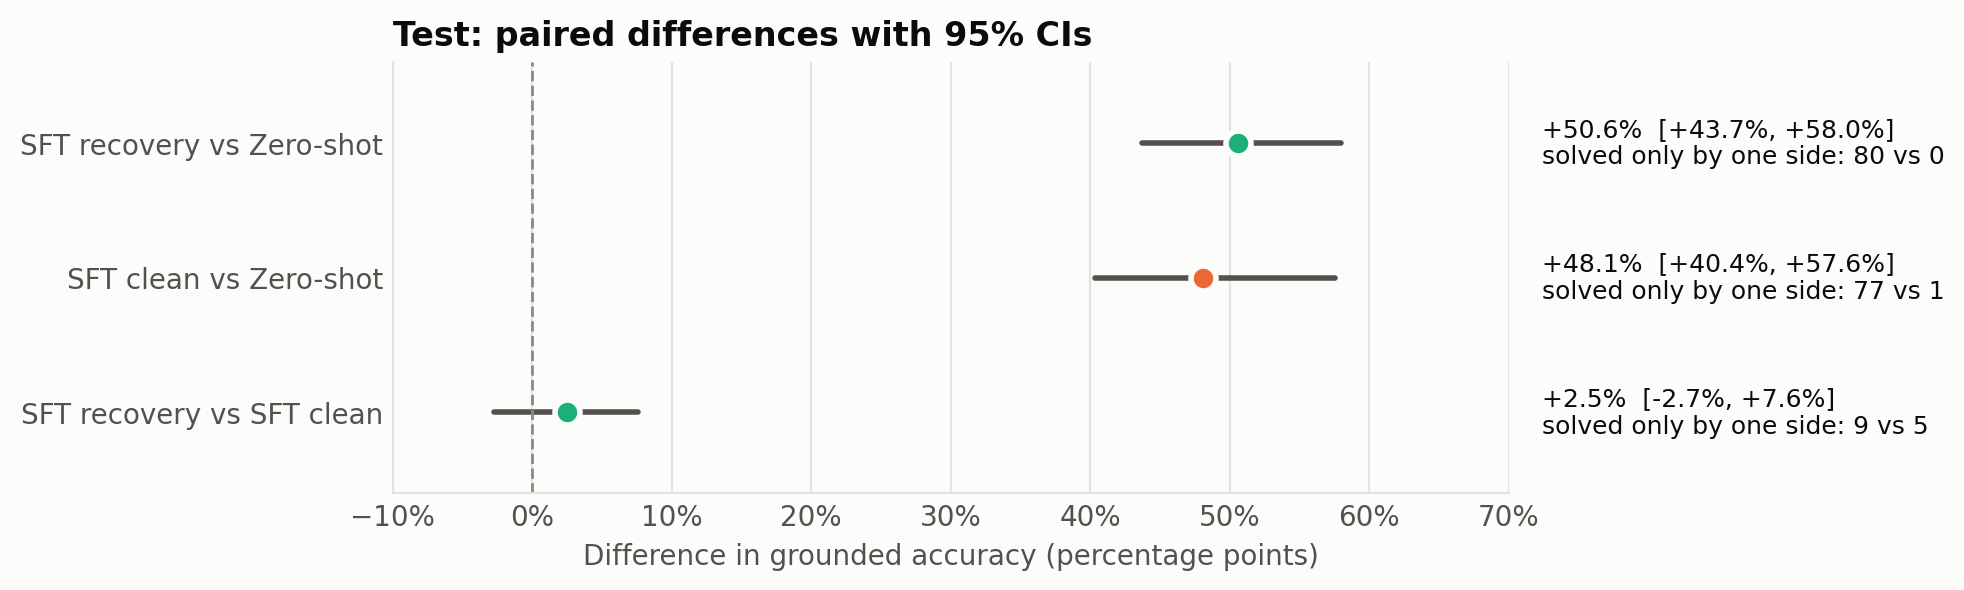 Test: paired differences with 95% CIs
SFT recovery vs Zero-shot
+50.6%  [+43.7%, +58.0%]
solved only by one side: 80 vs 0
SFT clean vs Zero-shot
+48.1%  [+40.4%, +57.6%]
solved only by one side: 77 vs 1
SFT recovery vs SFT clean
+2.5%  [-2.7%, +7.6%]
solved only by one side: 9 vs 5
−10% 0% 10% 20% 30% 40% 50% 60% 70%
Difference in grounded accuracy (percentage points)